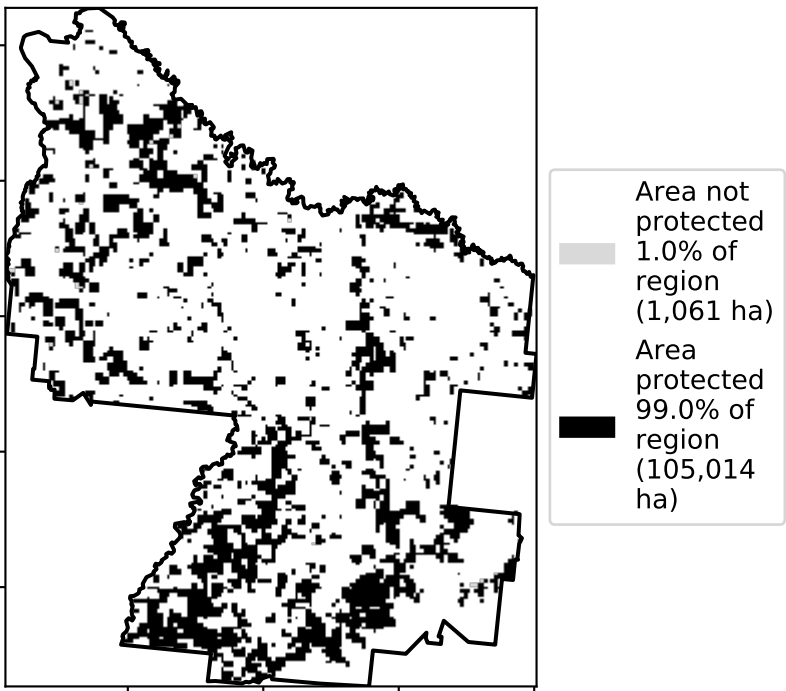 Area not
protected
1.0% of
region
(1,061 ha)
Area
protected
99.0% of
region
(105,014
ha)